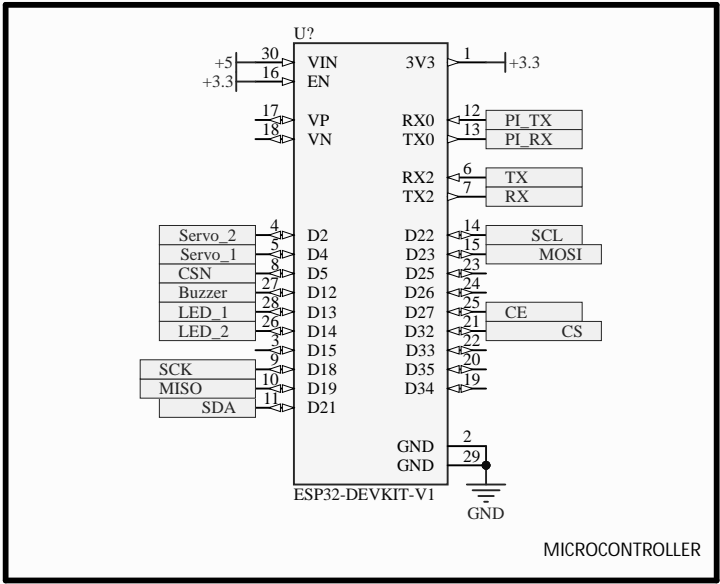 U?
+5 30 VIN 3V3 1 +3.3
+3.3 16 EN
17 VP RX0 12 PI_TX
18 VN TX0 13 PI_RX
RX2 6 TX
TX2 7 RX
Servo_2 4 D2 D22 14 SCL
Servo_1 5 D4 D23 15 MOSI
CSN 8 D5 D25 23
Buzzer 27 D12 D26 24
LED_1 28 D13 D27 25 CE
LED_2 26 D14 D32 21 CS
3 D15 D33 22
SCK 9 D18 D35 20
MISO 10 D19 D34 19
SDA 11 D21
GND 2
GND 29
ESP32-DEVKIT-V1
GND
MICROCONTROLLER